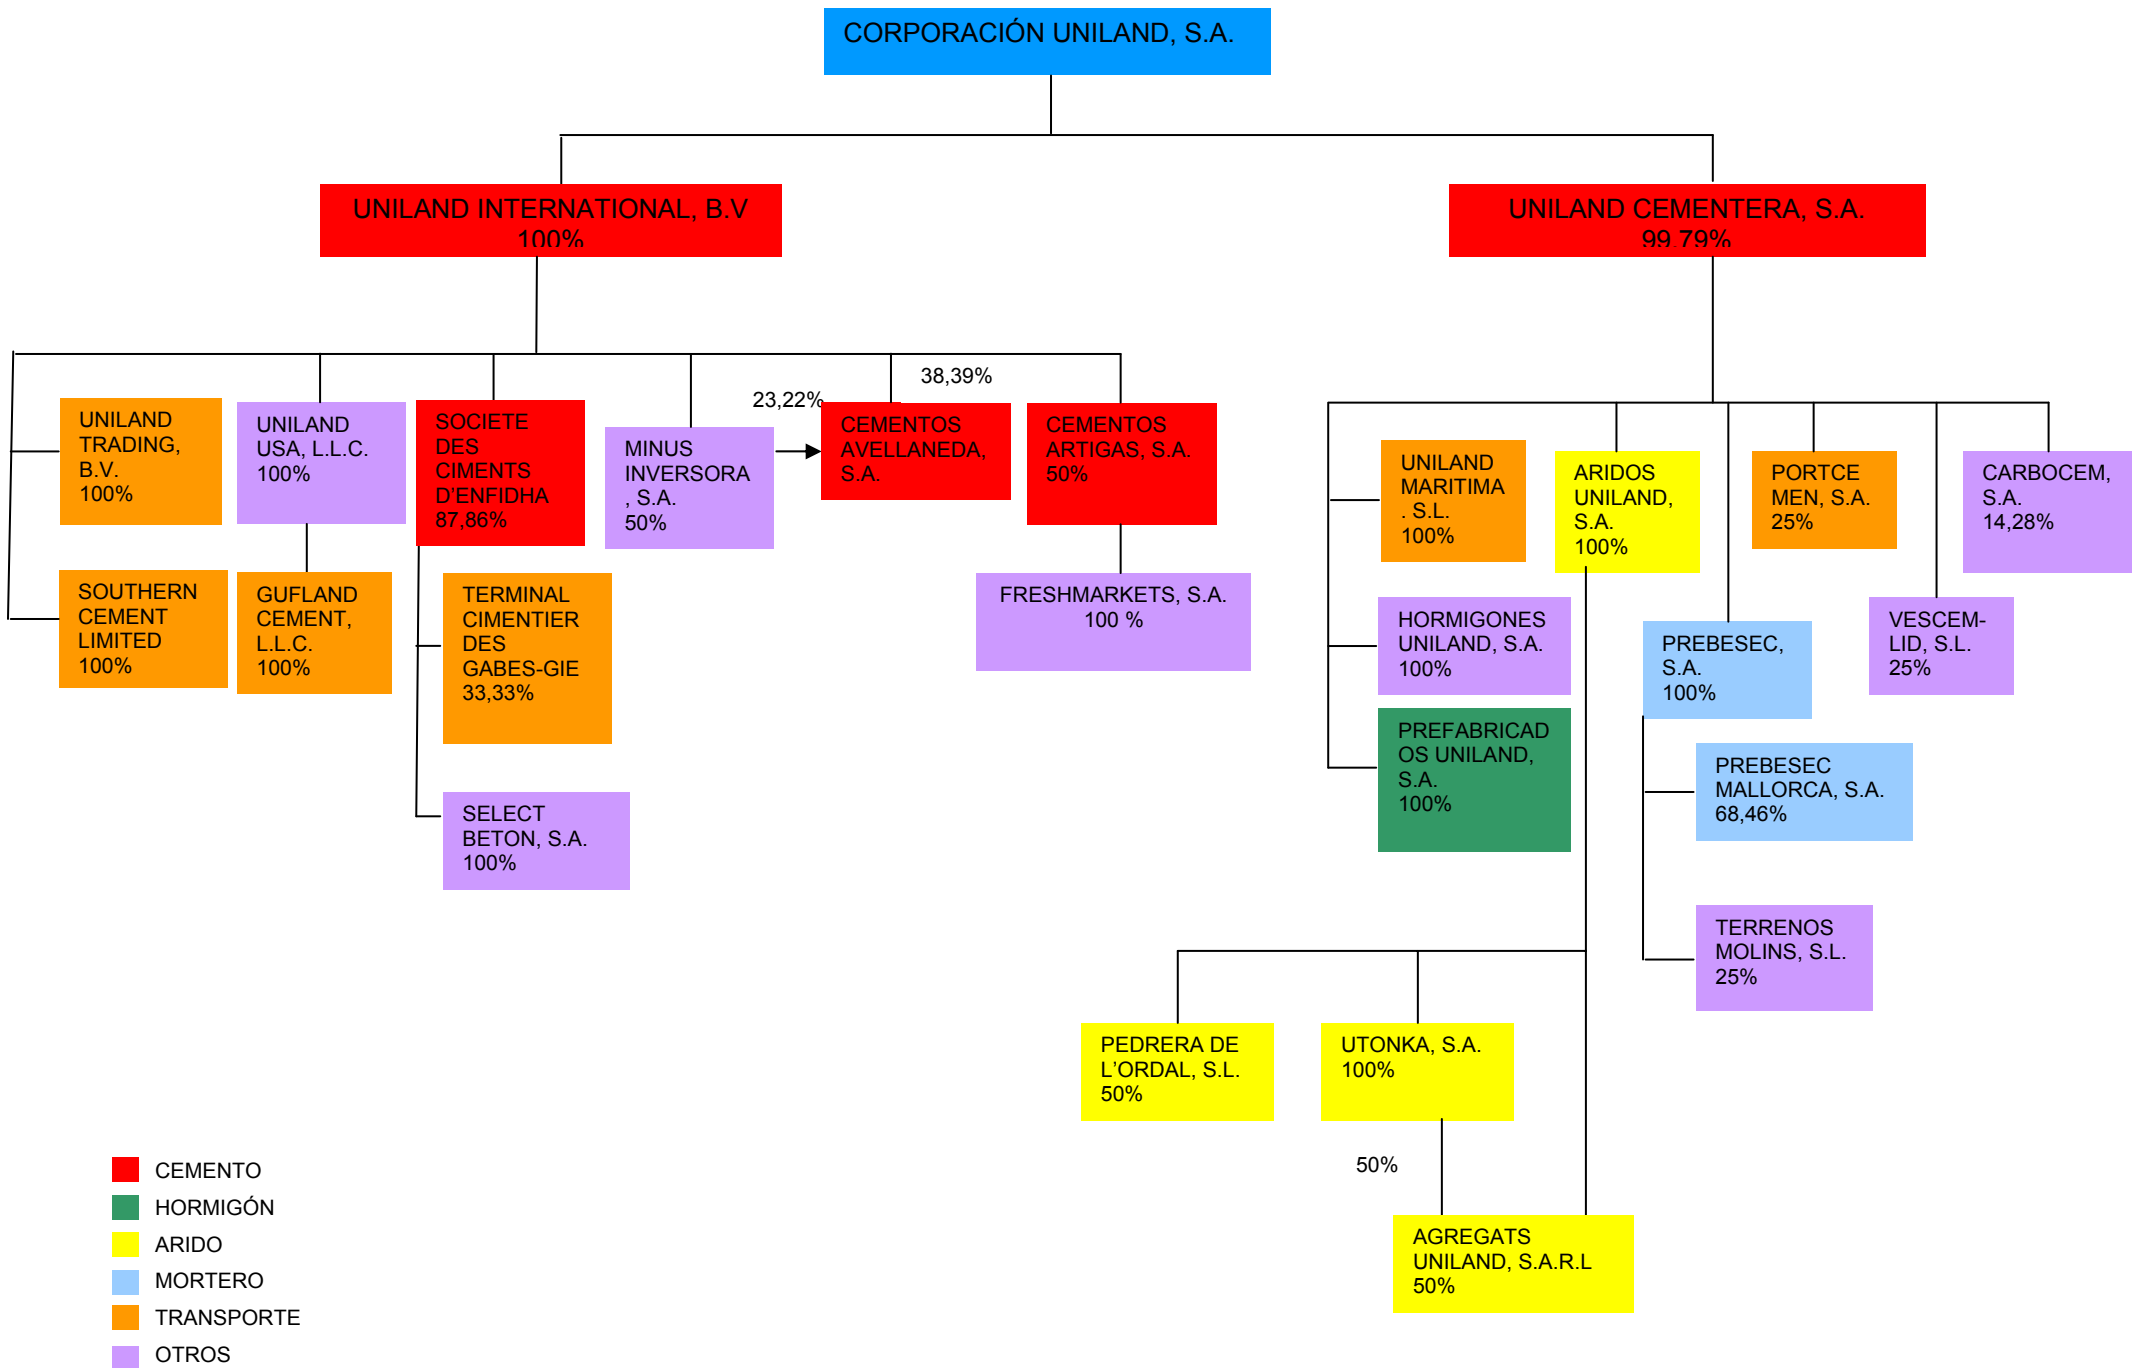 CORPORACIÓN UNILAND, S.A.
UNILAND INTERNATIONAL, B.V
100%
UNILAND CEMENTERA, S.A.
99.79%
38,39%
23,22%
UNILAND
TRADING,
B.V.
100%
UNILAND
USA, L.L.C.
100%
SOCIETE
DES
CIMENTS
D'ENFIDHA
87,86%
MINUS
INVERSORA
, S.A.
50%
CEMENTOS
AVELLANEDA,
S.A.
CEMENTOS
ARTIGAS, S.A.
50%
SOUTHERN
CEMENT
LIMITED
100%
GUFLAND
CEMENT,
L.L.C.
100%
TERMINAL
CIMENTIER
DES
GABES-GIE
33,33%
FRESHMARKETS, S.A.
100 %
SELECT
BETON, S.A.
100%
UNILAND
MARITIMA
. S.L.
100%
ARIDOS
UNILAND,
S.A.
100%
PORTCE
MEN, S.A.
25%
CARBOCEM,
S.A.
14,28%
HORMIGONES
UNILAND, S.A.
100%
PREBESEC,
S.A.
100%
VESCEM-
LID, S.L.
25%
PREFABRICAD
OS UNILAND,
S.A.
100%
PREBESEC
MALLORCA, S.A.
68,46%
TERRENOS
MOLINS, S.L.
25%
PEDRERA DE
L'ORDAL, S.L.
50%
UTONKA, S.A.
100%
50%
AGREGATS
UNILAND, S.A.R.L
50%
CEMENTO
HORMIGÓN
ARIDO
MORTERO
TRANSPORTE
OTROS